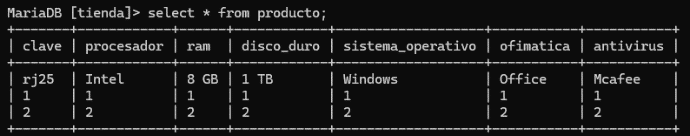 MariaDB [tienda]> select * from producto;
+-------+------------+------+------------+-------------------+-----------+-----------+
| clave | procesador | ram | disco_duro | sistema_operativo | ofimatica | antivirus |
+-------+------------+------+------------+-------------------+-----------+-----------+
| rj25 | Intel | 8 GB | 1 TB | Windows | Office | Mcafee |
| 1 | 1 | 1 | 1 | 1 | 1 | 1 |
| 2 | 2 | 2 | 2 | 2 | 2 | 2 |
+-------+------------+------+------------+-------------------+-----------+-----------+